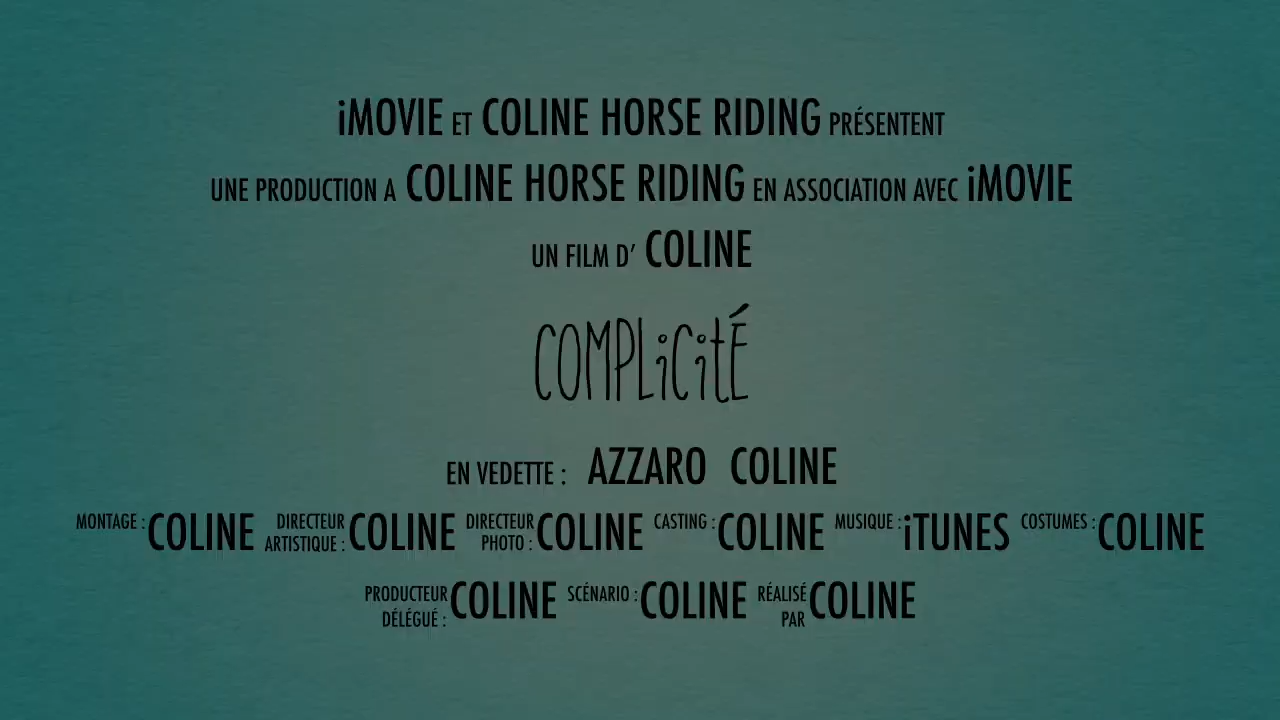 iMOVIE ET COLINE HORSE RIDING PRÉSENTENT
UNE PRODUCTION A COLINE HORSE RIDING EN ASSOCIATION AVEC iMOVIE
UN FILM D’ COLINE
COMPLiCitÉ
EN VEDETTE : AZZARO COLINE
MONTAGE : COLINE DIRECTEUR ARTISTIQUE : COLINE DIRECTEUR PHOTO : COLINE CASTING : COLINE MUSIQUE : iTUNES COSTUMES : COLINE
PRODUCTEUR DÉLÉGUÉ : COLINE SCÉNARIO : COLINE RÉALISÉ PAR COLINE